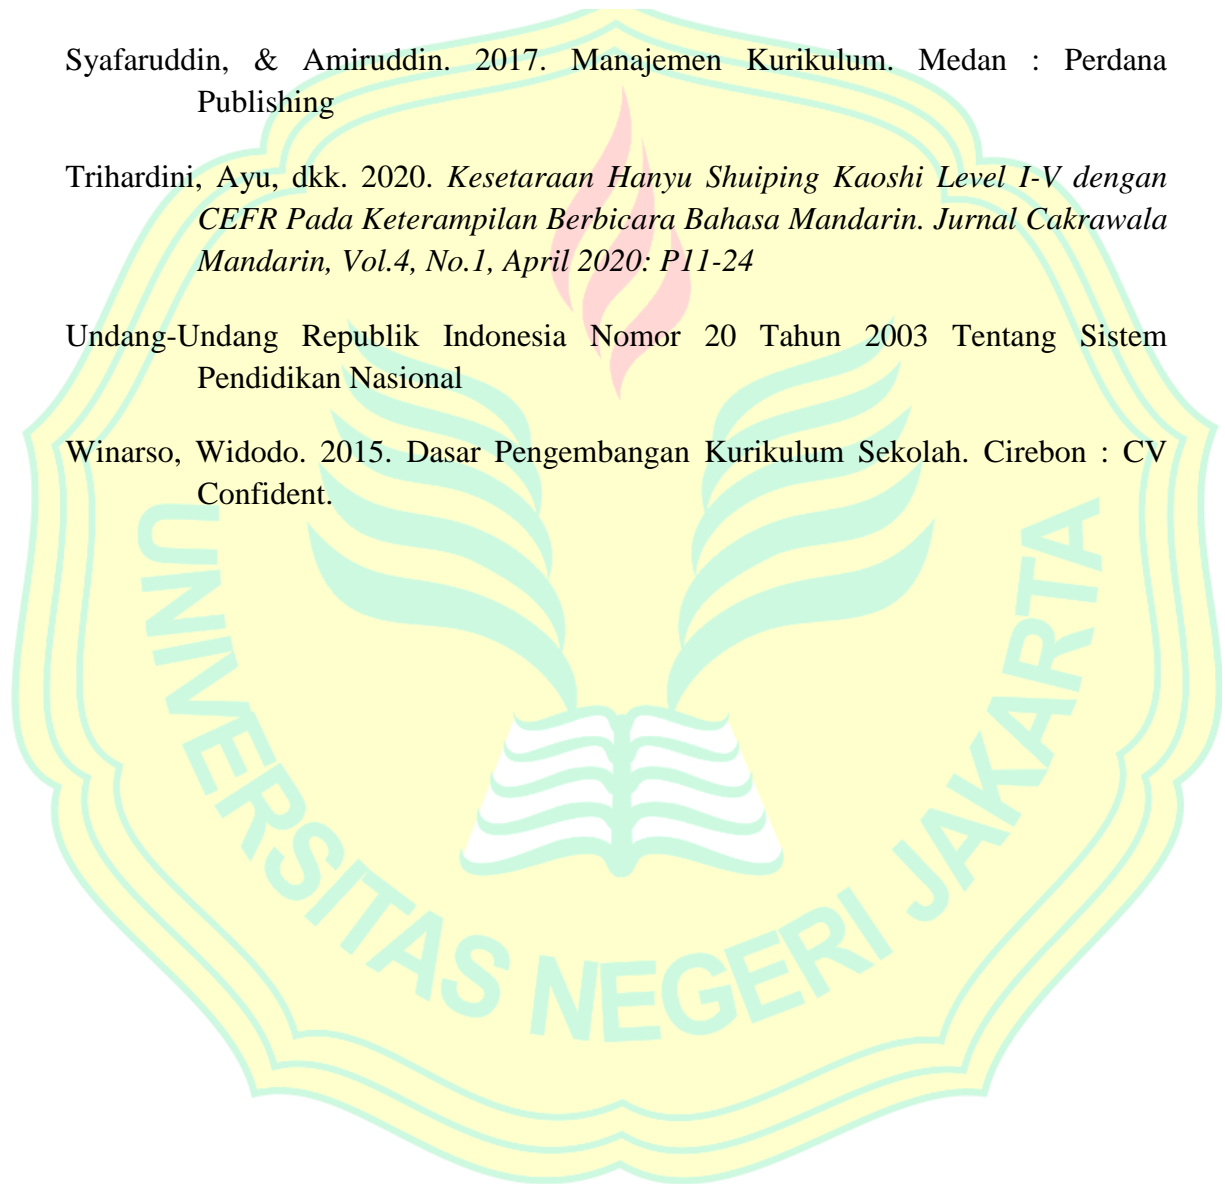 Syafaruddin, & Amiruddin. 2017. Manajemen Kurikulum. Medan : Perdana
Publishing
Trihardini, Ayu, dkk. 2020. Kesetaraan Hanyu Shuiping Kaoshi Level I-V dengan
CEFR Pada Keterampilan Berbicara Bahasa Mandarin. Jurnal Cakrawala
Mandarin, Vol.4, No.1, April 2020: P11-24
Undang-Undang Republik Indonesia Nomor 20 Tahun 2003 Tentang Sistem
Pendidikan Nasional
Winarso, Widodo. 2015. Dasar Pengembangan Kurikulum Sekolah. Cirebon : CV
Confident.
UNIVERSITAS NEGERI JAKARTA